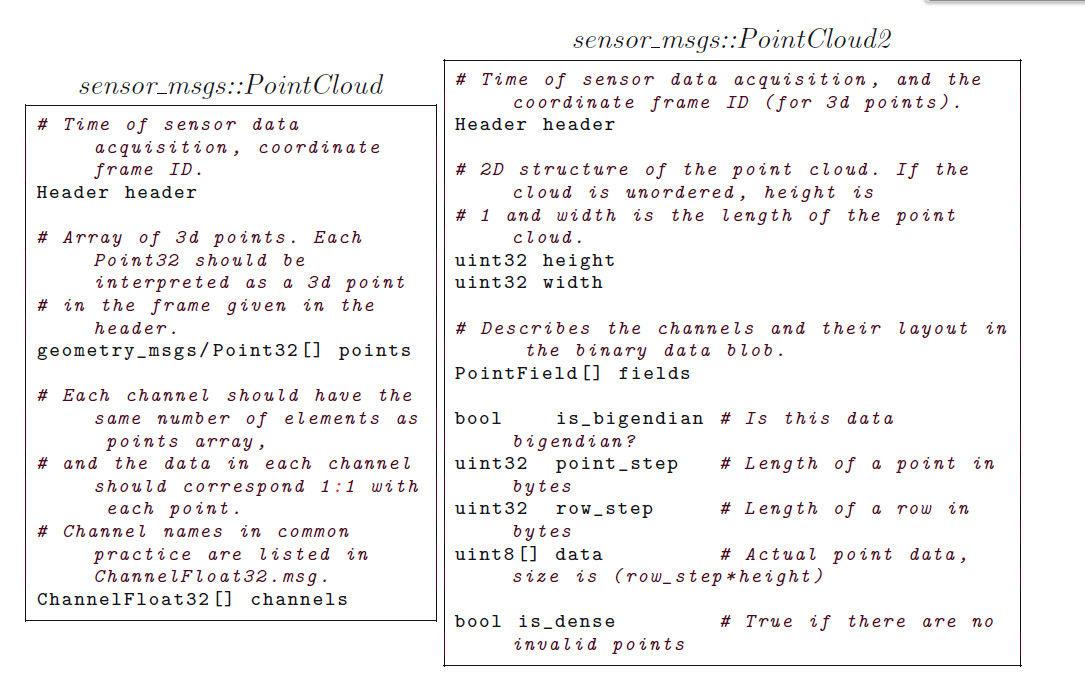 sensor_msgs::PointCloud
# Time of sensor data
acquisition, coordinate
frame ID.
Header header
# Array of 3d points. Each
Point32 should be
interpreted as a 3d point
# in the frame given in the
header.
geometry_msgs/Point32[] points
# Each channel should have the
same number of elements as
points array,
# and the data in each channel
should correspond 1:1 with
each point.
# Channel names in common
practice are listed in
ChannelFloat32.msg.
ChannelFloat32[] channels
sensor_msgs::PointCloud2
# Time of sensor data acquisition, and the
coordinate frame ID (for 3d points).
Header header
# 2D structure of the point cloud. If the
cloud is unordered, height is
# 1 and width is the length of the point
cloud.
uint32 height
uint32 width
# Describes the channels and their layout in
the binary data blob.
PointField[] fields
bool is_bigendian # Is this data
bigendian?
uint32 point_step # Length of a point in
bytes
uint32 row_step # Length of a row in
bytes
uint8[] data # Actual point data,
size is (row_step*height)
bool is_dense # True if there are no
invalid points